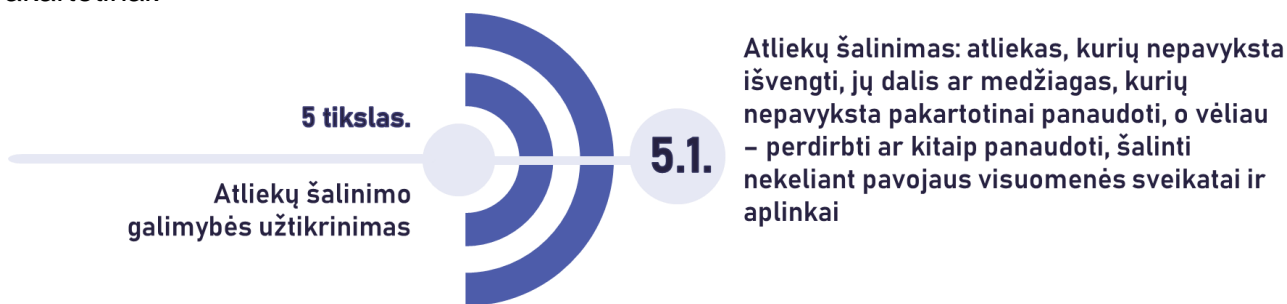 5 tikslas.
Atliekų šalinimo
galimybės užtikrinimas
5.1.
Atliekų šalinimas: atliekas, kurių nepavyksta
išvengti, jų dalis ar medžiagas, kurių
nepavyksta pakartotinai panaudoti, o vėliau
– perdirbti ar kitaip panaudoti, šalinti
nekeliant pavojaus visuomenės sveikatai ir
aplinkai